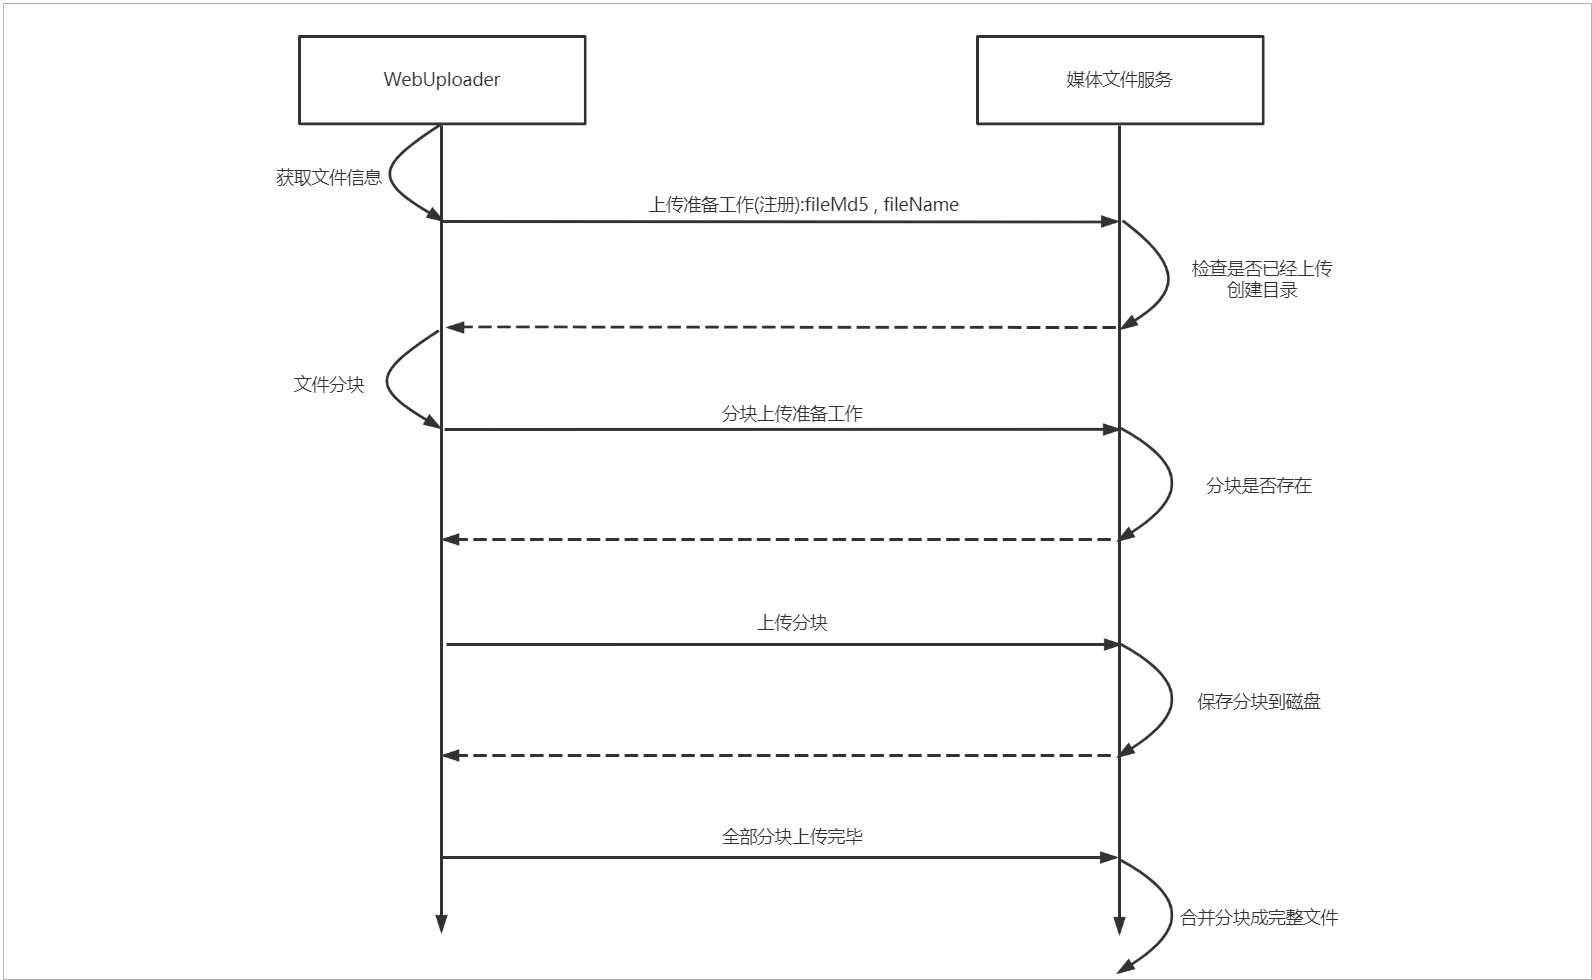 WebUploader
媒体文件服务
获取文件信息
上传准备工作(注册):fileMd5 , fileName
检查是否已经上传
创建目录
文件分块
分块上传准备工作
分块是否存在
上传分块
保存分块到磁盘
全部分块上传完毕
合并分块成完整文件